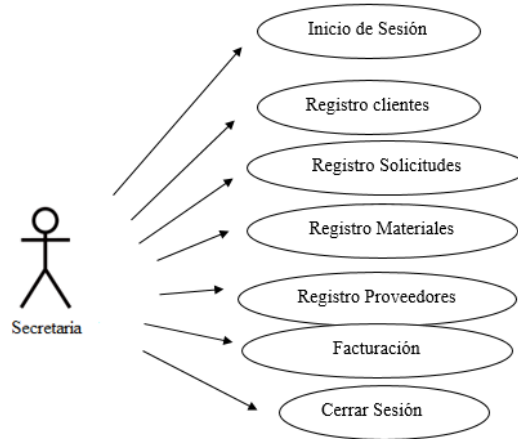 Inicio de Sesión
Registro clientes
Registro Solicitudes
Registro Materiales
Registro Proveedores
Secretaria
Facturación
Cerrar Sesión